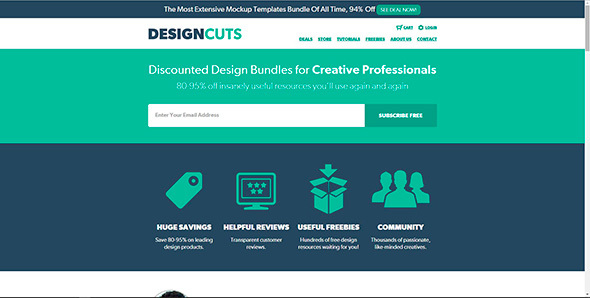 The Most Extensive Mockup Templates Bundle Of All Time, 94% Off SEE DEAL NOW!
DESIGNCUTS
CART LOGIN
DEALS STORE TUTORIALS FREEBIES ABOUT US CONTACT
Discounted Design Bundles for Creative Professionals
80-95% off insanely useful resources you'll use again and again
Enter Your Email Address SUBSCRIBE FREE
HUGE SAVINGS HELPFUL REVIEWS USEFUL FREEBIES COMMUNITY
Save 80-95% on leading Transparent customer Hundreds of free design Thousands of passionate,
design products. reviews. resources waiting for you! like-minded creatives.